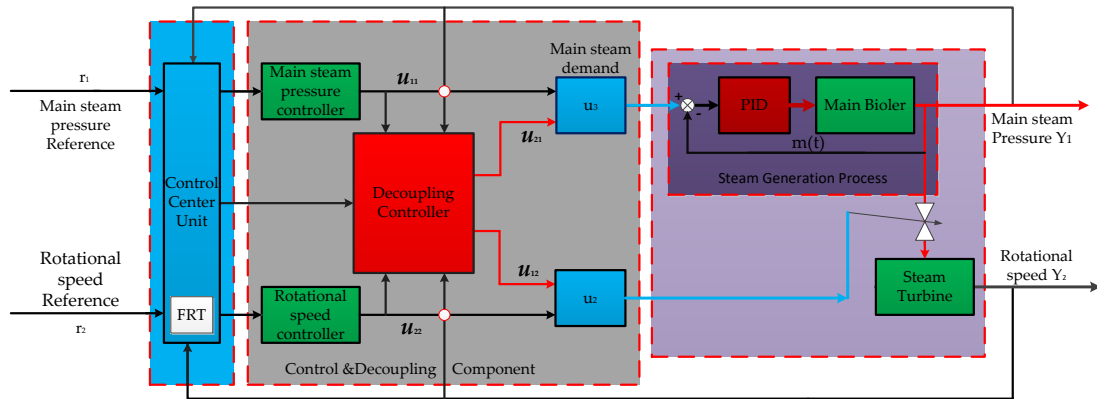 r₁
Main steam
pressure
Reference
Rotational
speed
Reference
r₂
Control
Center
Unit
FRT
Main steam
pressure
controller
u₁₁
Decoupling
Controller
Rotational
speed
controller
u₂₂
u₂₁
u₁₂
Main steam
demand
u₃
u₂
Control &Decoupling Component
+
-
PID
Main Bioler
m(t)
Steam Generation Process
Steam
Turbine
Main steam
Pressure Y₁
Rotational
speed Y₂